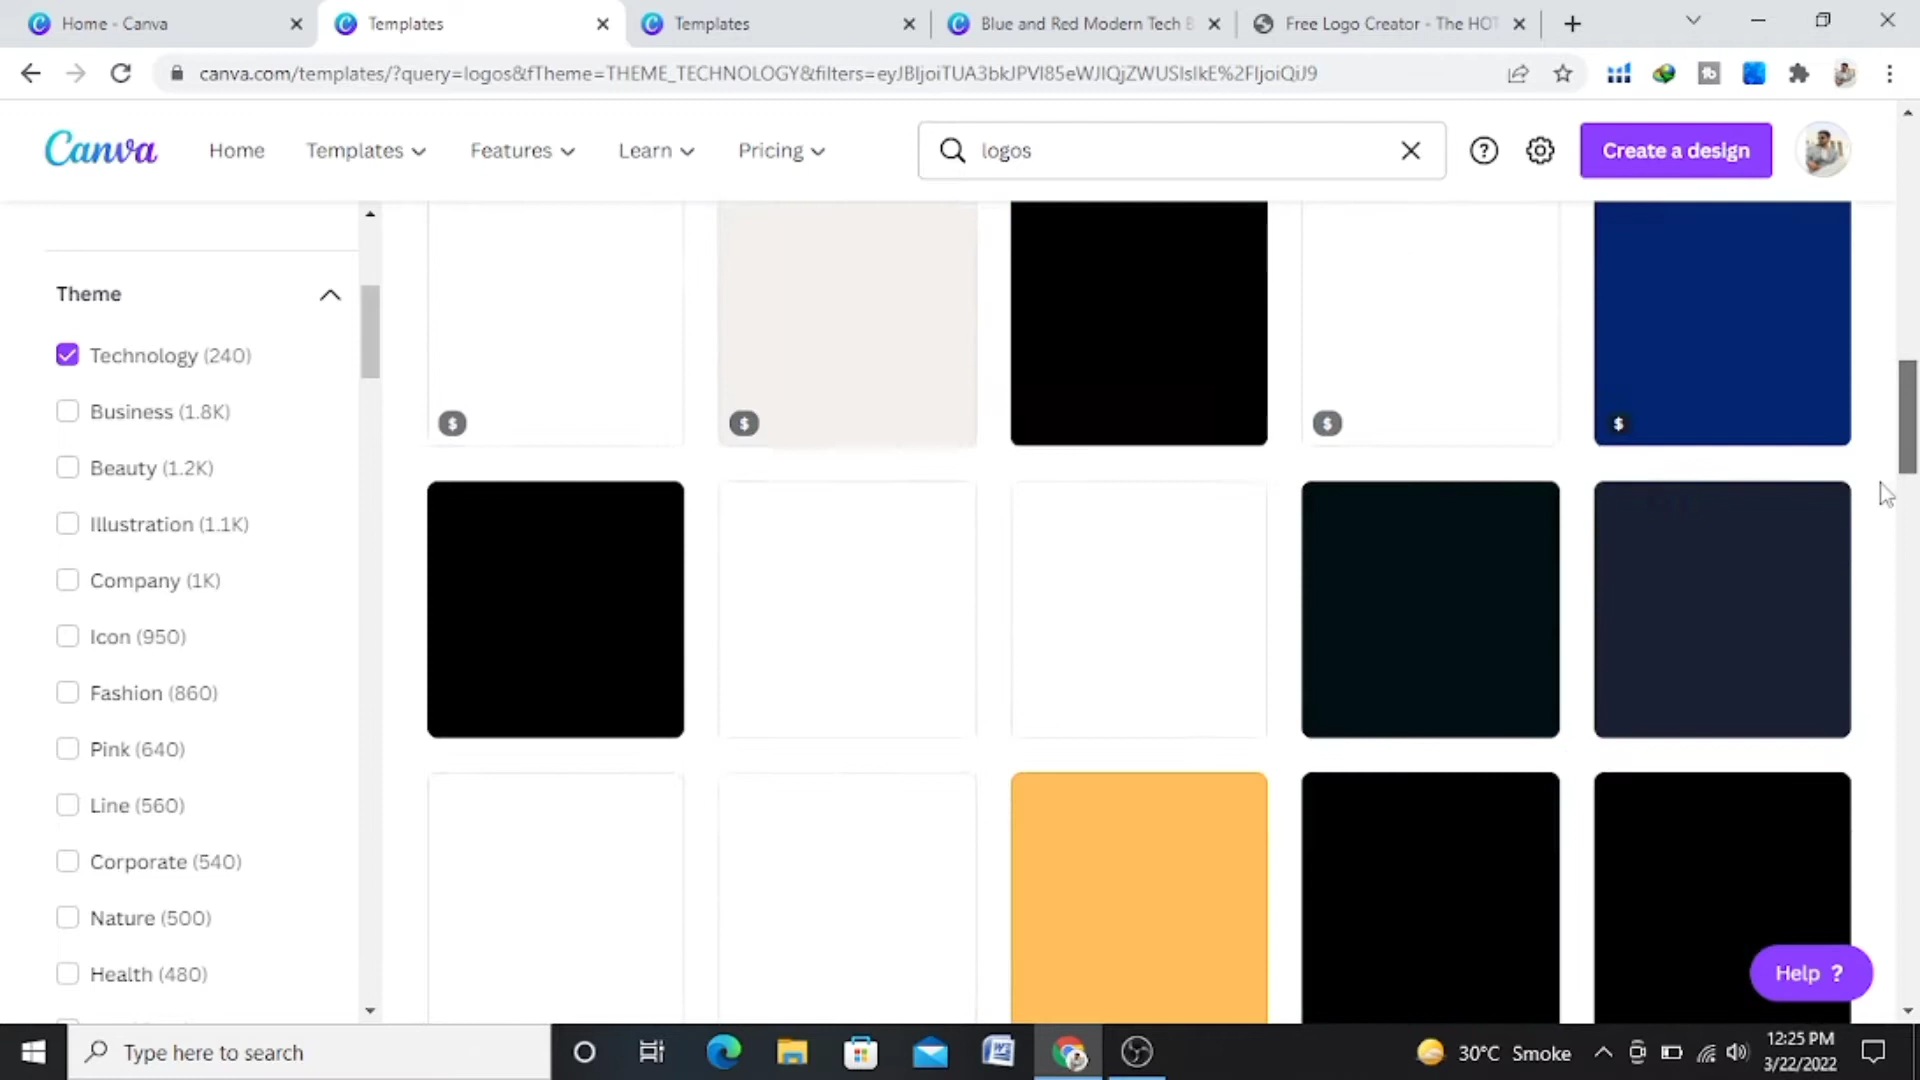 Home - Canva
Templates
Templates
Blue and Red Modern Tech B
Free Logo Creator - The HOT
canva.com/templates/?query=logos&fTheme=THEME_TECHNOLOGY&filters=eyJBIjoiTUA3bkJPVl85eWJlQjZWUSIsIkE%2FIjoiQiJ9
Canva
Home
Templates
Features
Learn
Pricing
logos
?
Create a design
Theme
Technology (240)
Business (1.8K)
Beauty (1.2K)
Illustration (1.1K)
Company (1K)
Icon (950)
Fashion (860)
Pink (640)
Line (560)
Corporate (540)
Nature (500)
Health (480)
$
$
$
$
Help ?
Type here to search
30°C Smoke
12:25 PM
3/22/2022